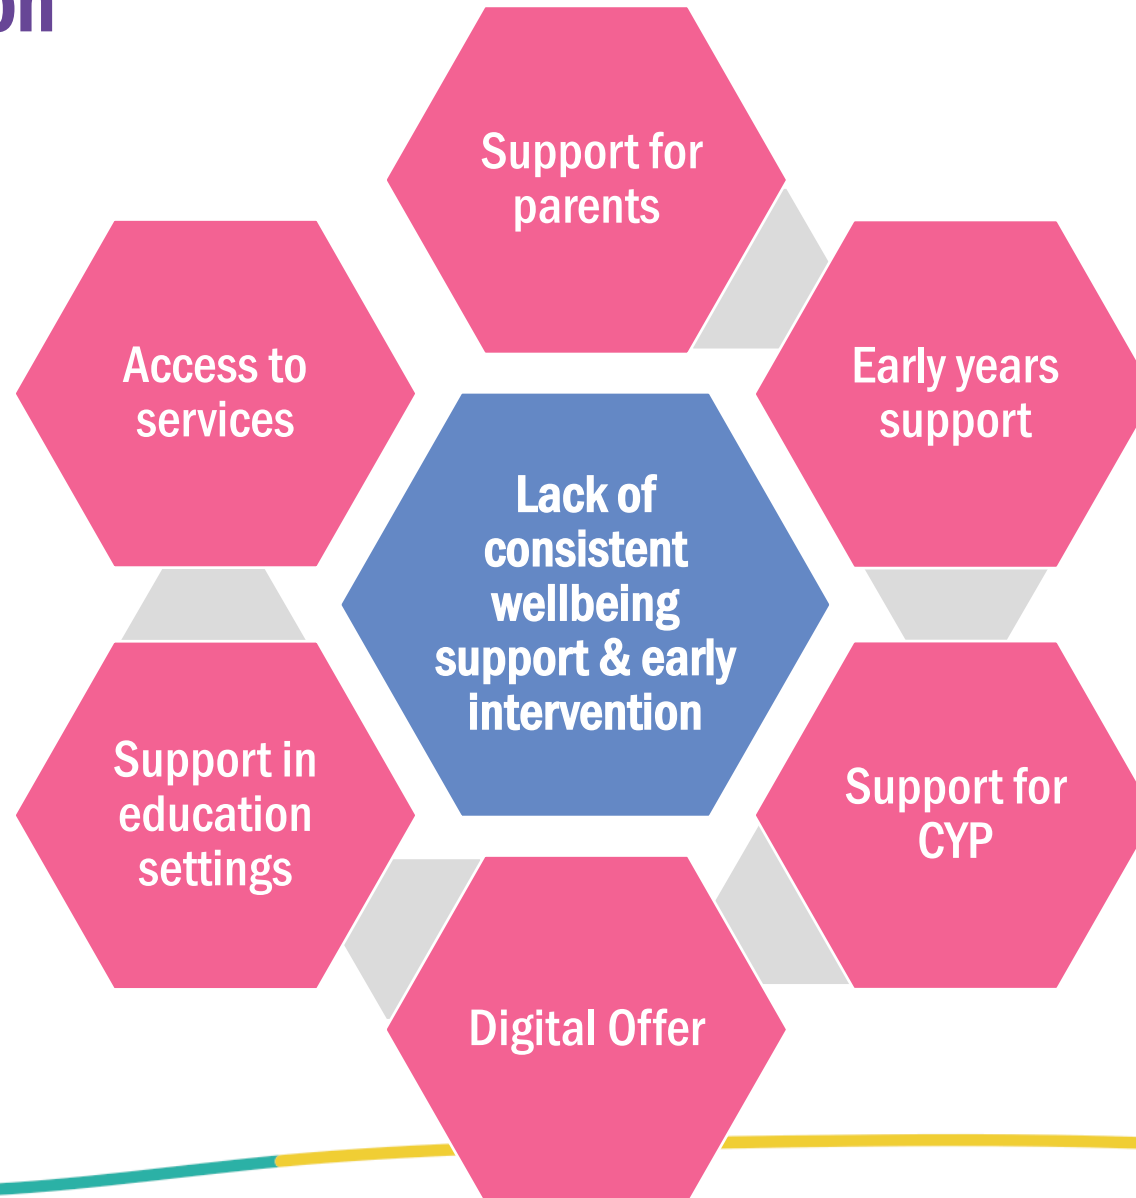 on
Support for
parents
Access to
services
Early years
support
Lack of
consistent
wellbeing
support & early
intervention
Support in
education
settings
Support for
CYP
Digital Offer